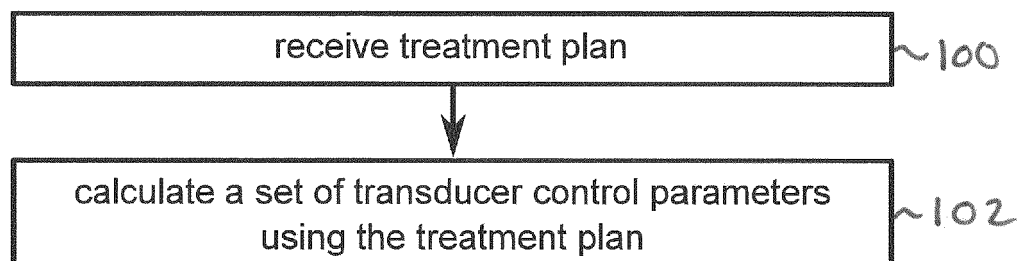 receive treatment plan ~100
calculate a set of transducer control parameters
using the treatment plan ~102